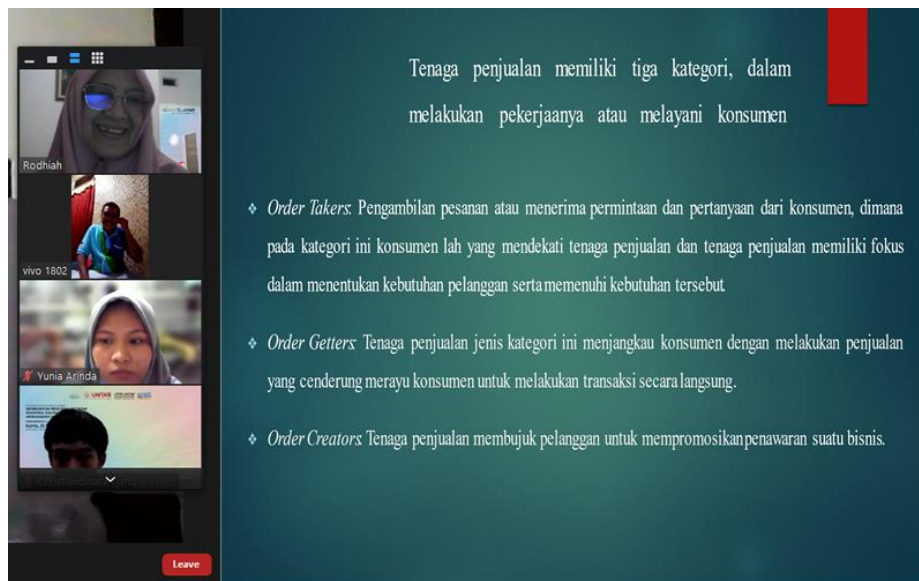 Rodhiah
vivo 1802
Yunia Arinda
UNTAR
Leave
Tenaga penjualan memiliki tiga kategori, dalam
melakukan pekerjaanya atau melayani konsumen
Order Takers: Pengambilan pesanan atau menerima permintaan dan pertanyaan dari konsumen, dimana
pada kategori ini konsumen lah yang mendekati tenaga penjualan dan tenaga penjualan memiliki fokus
dalam menentukan kebutuhan pelanggan serta memenuhi kebutuhan tersebut.
Order Getters: Tenaga penjualan jenis kategori ini menjangkau konsumen dengan melakukan penjualan
yang cenderung merayu konsumen untuk melakukan transaksi secara langsung.
Order Creators: Tenaga penjualan membujuk pelanggan untuk mempromosikan penawaran suatu bisnis.